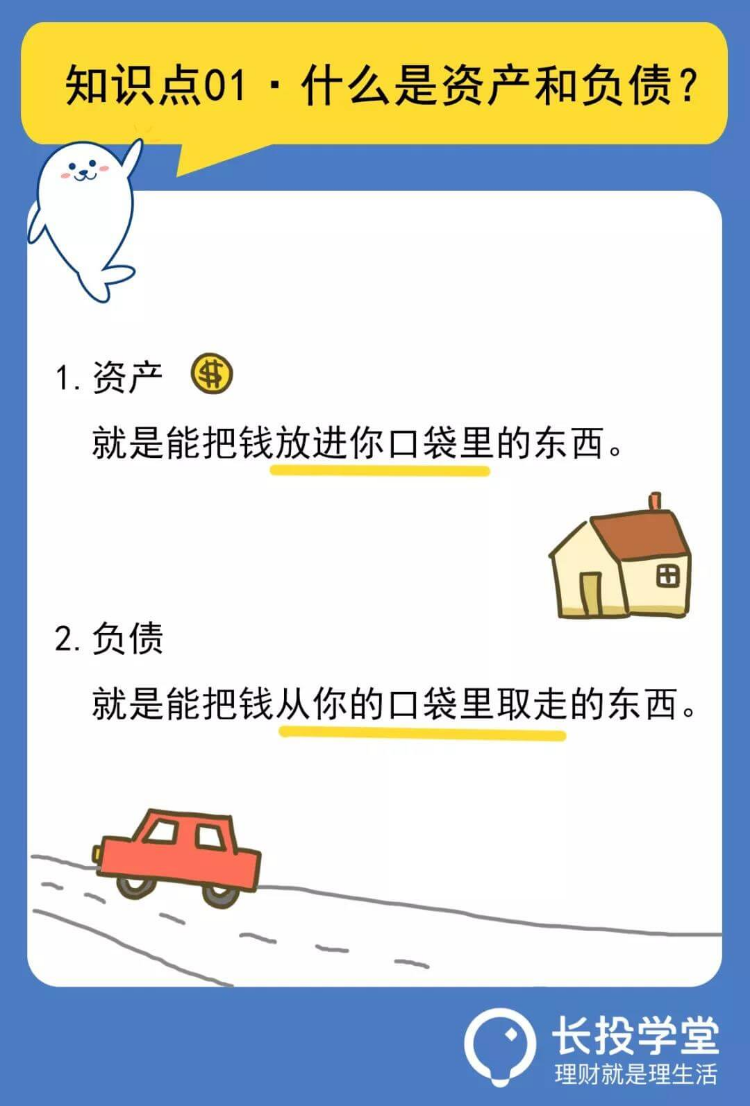 知识点01·什么是资产和负债？
1.资产
就是能把钱放进你口袋里的东西。
2.负债
就是能把钱从你的口袋里取走的东西。
长投学堂
理财就是理生活